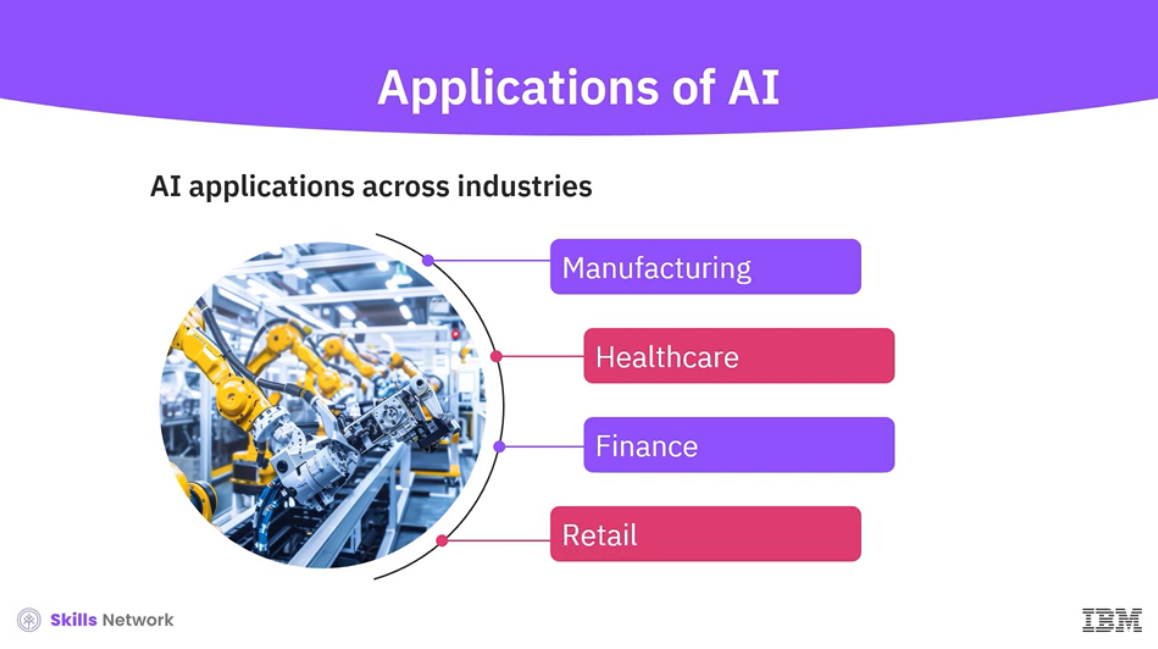 Applications of AI
AI applications across industries
Manufacturing
Healthcare
Finance
Retail
Skills Network
IBM